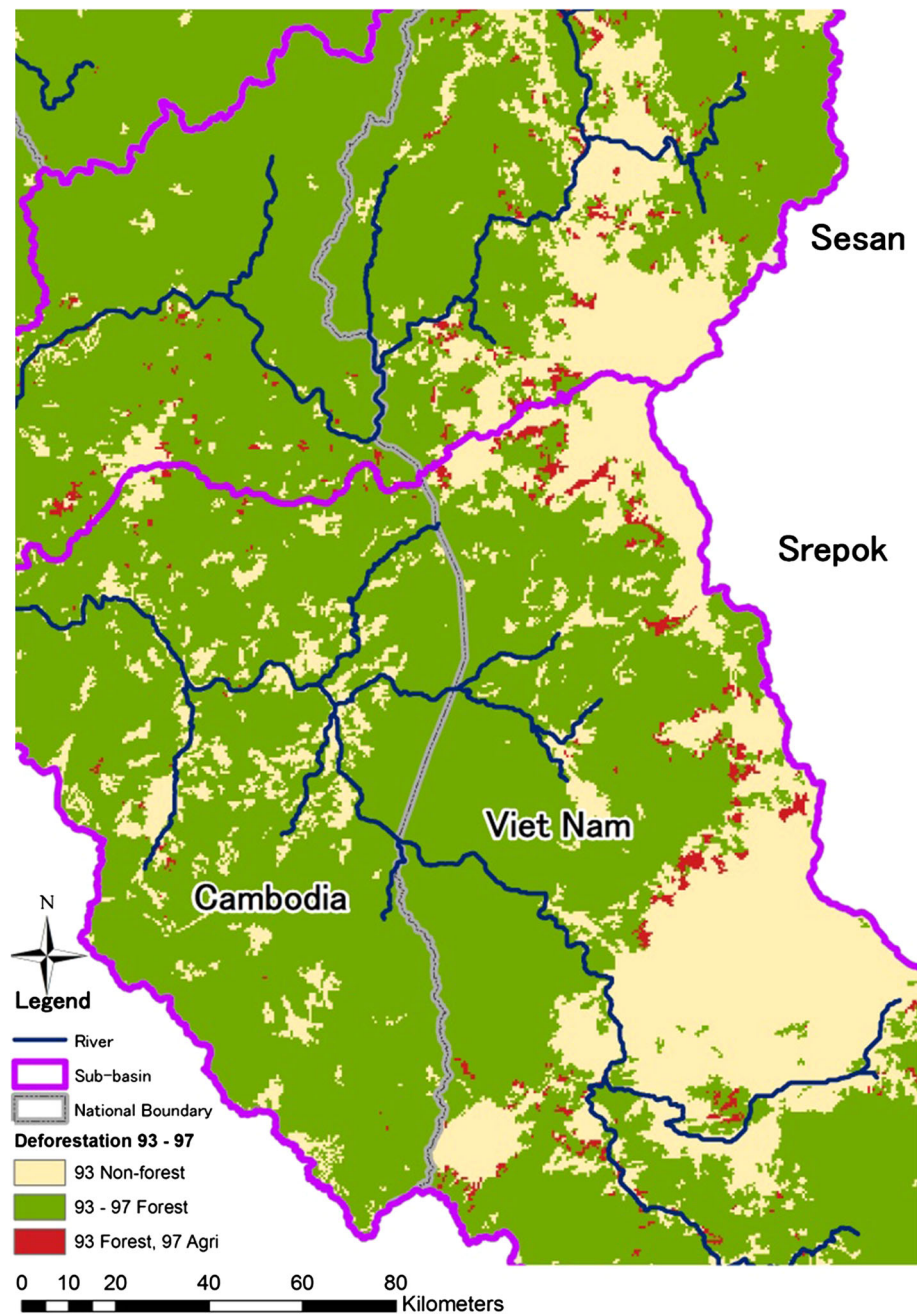 Sesan
Srepok
Viet Nam
Cambodia
N
Legend
River
Sub-basin
National Boundary
Deforestation 93 - 97
93 Non-forest
93 - 97 Forest
93 Forest, 97 Agri
0 10 20 40 60 80
Kilometers